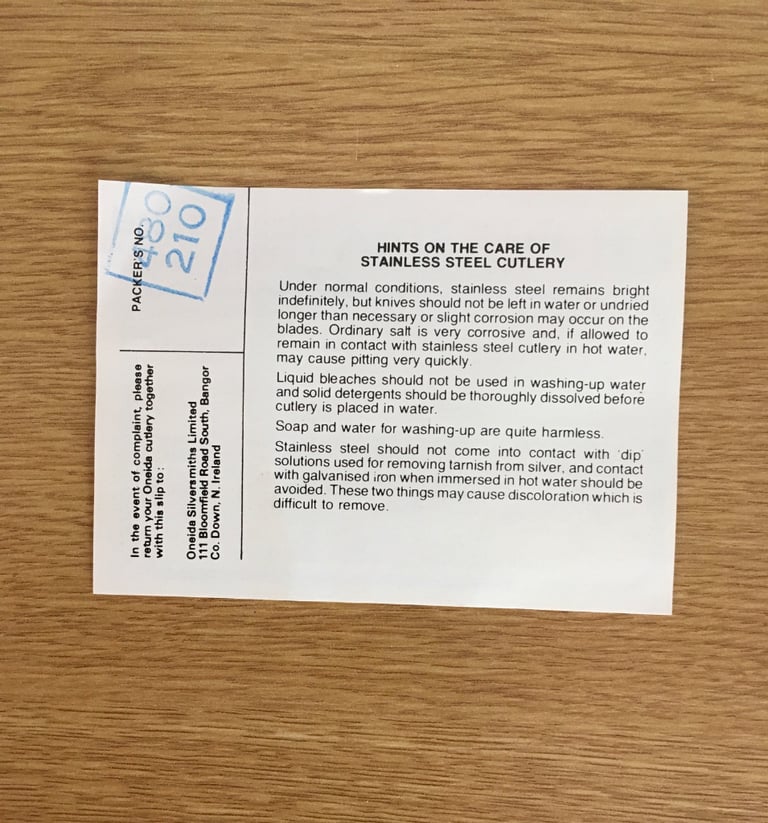 PACKER'S NO.
480
210
In the event of complaint, please
return your Oneida cutlery together
with this slip to:
Oneida Silversmiths Limited
111 Bloomfield Road South, Bangor
Co. Down, N. Ireland
HINTS ON THE CARE OF
STAINLESS STEEL CUTLERY
Under normal conditions, stainless steel remains bright
indefinitely, but knives should not be left in water or undried
longer than necessary or slight corrosion may occur on the
blades. Ordinary salt is very corrosive and, if allowed to
remain in contact with stainless steel cutlery in hot water,
may cause pitting very quickly.
Liquid bleaches should not be used in washing-up water
and solid detergents should be thoroughly dissolved before
cutlery is placed in water.
Soap and water for washing-up are quite harmless.
Stainless steel should not come into contact with 'dip'
solutions used for removing tarnish from silver, and contact
with galvanised iron when immersed in hot water should be
avoided. These two things may cause discoloration which is
difficult to remove.